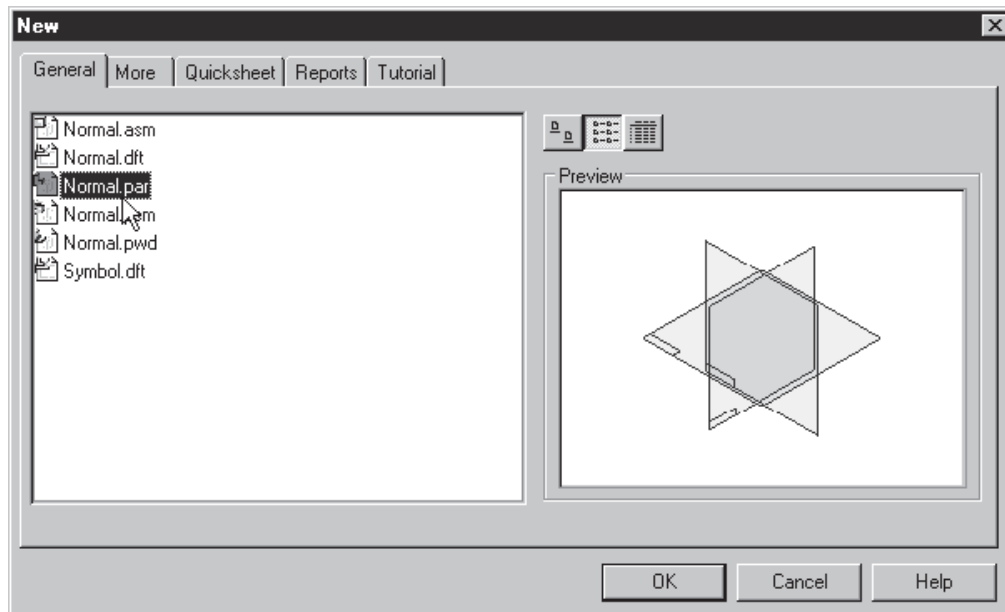 New
General More Quicksheet Reports Tutorial
Normal.asm
Normal.dft
Normal.par
Normal.pwd
Symbol.dft
Preview
OK Cancel Help